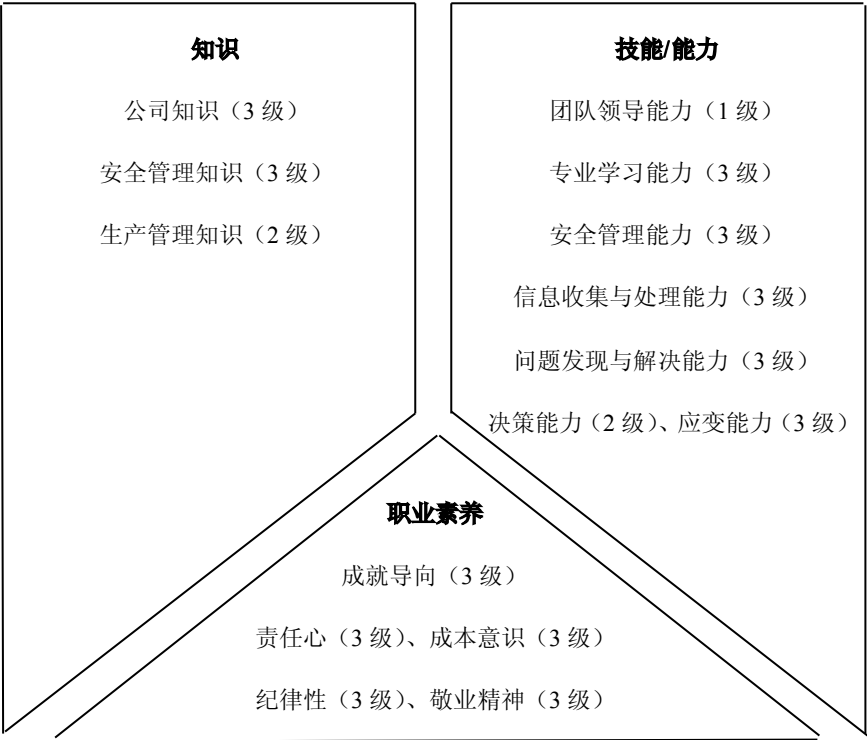 知识
公司知识（3 级）
安全管理知识（3 级）
生产管理知识（2 级）
技能/能力
团队领导能力（1 级）
专业学习能力（3 级）
安全管理能力（3 级）
信息收集与处理能力（3 级）
问题发现与解决能力（3 级）
决策能力（2 级）、应变能力（3 级）
职业素养
成就导向（3 级）
责任心（3 级）、成本意识（3 级）
纪律性（3 级）、敬业精神（3 级）